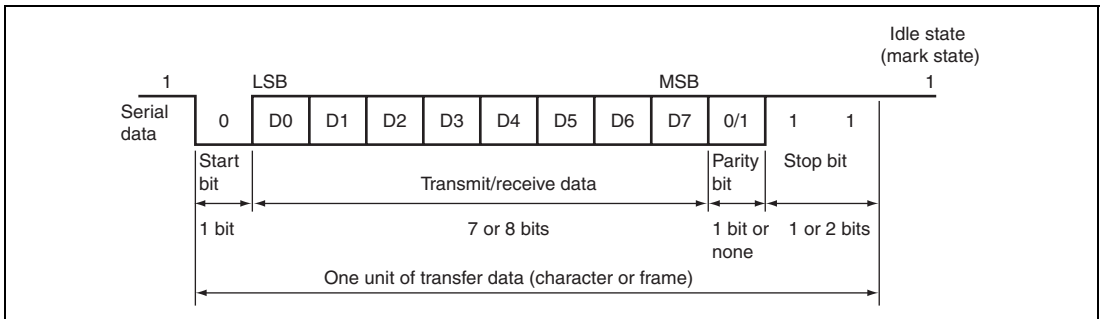 Idle state
(mark state)
1 LSB MSB 1
Serial
data
0 D0 D1 D2 D3 D4 D5 D6 D7 0/1 1 1
Start
bit
Transmit/receive data
Parity
bit
Stop bit
1 bit
7 or 8 bits
1 bit or
none
1 or 2 bits
One unit of transfer data (character or frame)